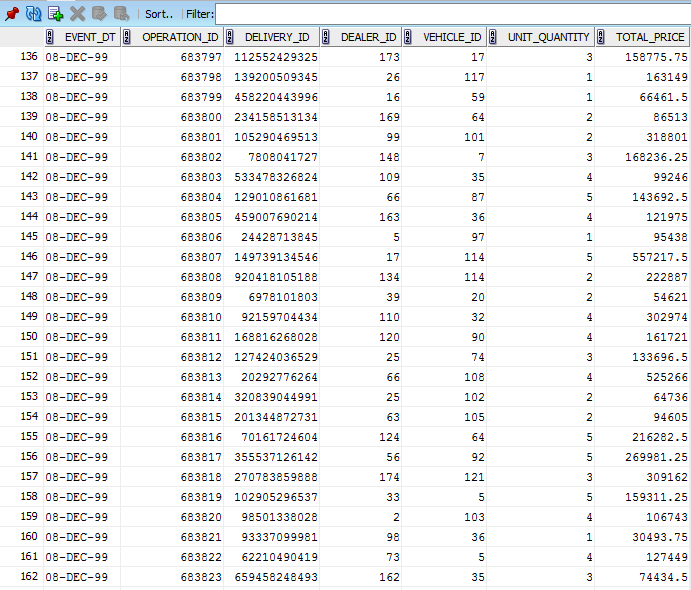 Sort.. Filter:
EVENT_DT OPERATION_ID DELIVERY_ID DEALER_ID VEHICLE_ID UNIT_QUANTITY TOTAL_PRICE
136 08-DEC-99 683797 112552429325 173 17 3 158775.75
137 08-DEC-99 683798 139200509345 26 117 1 163149
138 08-DEC-99 683799 458220443996 16 59 1 66461.5
139 08-DEC-99 683800 234158513134 169 64 2 86513
140 08-DEC-99 683801 105290469513 99 101 2 318801
141 08-DEC-99 683802 7808041727 148 7 3 168236.25
142 08-DEC-99 683803 533478326824 109 35 4 99246
143 08-DEC-99 683804 129010861681 66 87 5 143692.5
144 08-DEC-99 683805 459007690214 163 36 4 121975
145 08-DEC-99 683806 24428713845 5 97 1 95438
146 08-DEC-99 683807 149739134546 17 114 5 557217.5
147 08-DEC-99 683808 920418105188 134 114 2 222887
148 08-DEC-99 683809 6978101803 39 20 2 54621
149 08-DEC-99 683810 92159704434 110 32 4 302974
150 08-DEC-99 683811 168816268028 120 90 4 161721
151 08-DEC-99 683812 127424036529 25 74 3 133696.5
152 08-DEC-99 683813 20292776264 66 108 4 525266
153 08-DEC-99 683814 320839044991 25 102 2 64736
154 08-DEC-99 683815 201344872731 63 105 2 94605
155 08-DEC-99 683816 70161724604 124 64 5 216282.5
156 08-DEC-99 683817 355537126142 56 92 5 269981.25
157 08-DEC-99 683818 270783859888 174 121 3 309162
158 08-DEC-99 683819 102905296537 33 5 5 159311.25
159 08-DEC-99 683820 98501338028 2 103 4 106743
160 08-DEC-99 683821 93337099981 98 36 1 30493.75
161 08-DEC-99 683822 62210490419 73 5 4 127449
162 08-DEC-99 683823 659458248493 162 35 3 74434.5